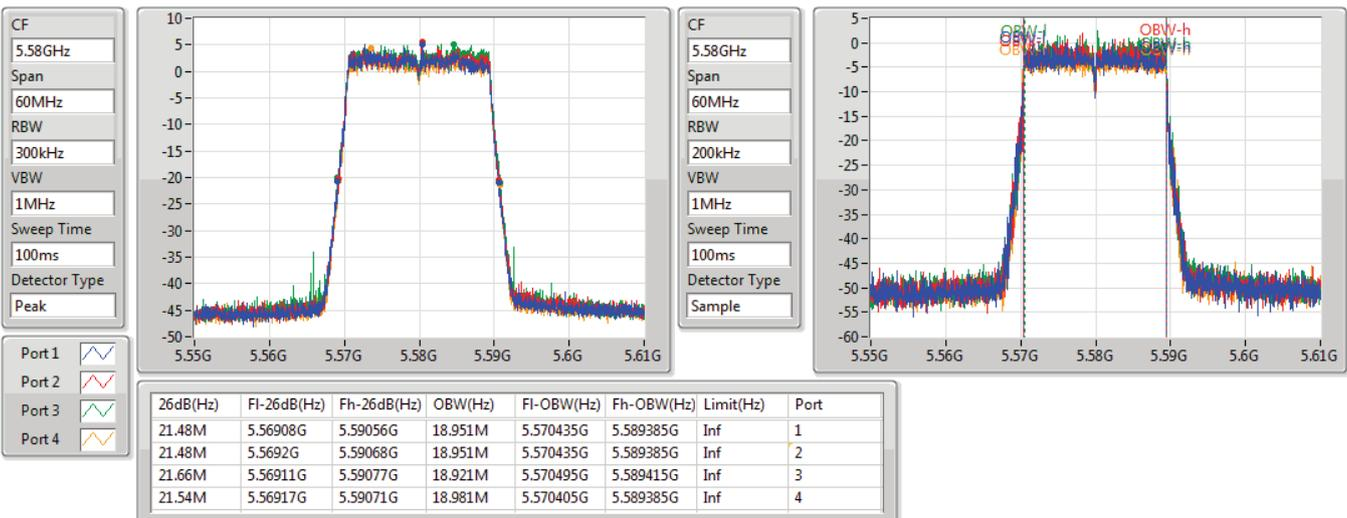 CF
5.58GHz
Span
60MHz
RBW
300kHz
VBW
1MHz
Sweep Time
100ms
Detector Type
Peak
Port 1
Port 2
Port 3
Port 4
10
5
0
-5
-10
-15
-20
-25
-30
-35
-40
-45
-50
5.55G 5.56G 5.57G 5.58G 5.59G 5.6G 5.61G
CF
5.58GHz
Span
60MHz
RBW
200kHz
VBW
1MHz
Sweep Time
100ms
Detector Type
Sample
OBW-l OBW-h
OBW-h
5
0
-5
-10
-15
-20
-25
-30
-35
-40
-45
-50
-55
-60
5.55G 5.56G 5.57G 5.58G 5.59G 5.6G 5.61G
26dB(Hz) Fl-26dB(Hz) Fh-26dB(Hz) OBW(Hz) Fl-OBW(Hz) Fh-OBW(Hz) Limit(Hz) Port
21.48M 5.56908G 5.59056G 18.951M 5.570435G 5.589385G Inf 1
21.48M 5.5692G 5.59068G 18.951M 5.570435G 5.589385G Inf 2
21.66M 5.56911G 5.59077G 18.921M 5.570495G 5.589415G Inf 3
21.54M 5.56917G 5.59071G 18.981M 5.570405G 5.589385G Inf 4